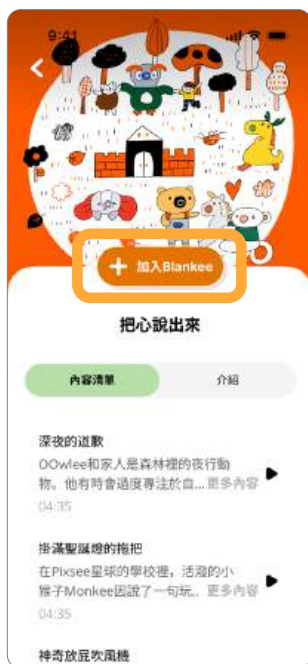 9:41
+ 加入Blankee
把心說出來
內容清單
介紹
深夜的道歉
OOwlee和家人是森林裡的夜行動
物。他有時會過度專注於自...更多內容
04:35
掛滿聖誕燈的拖把
在Pixsee星球的學校裡，活潑的小
猴子Monkee因說了一句玩... 更多內容
04:35
神奇放屁吹風機